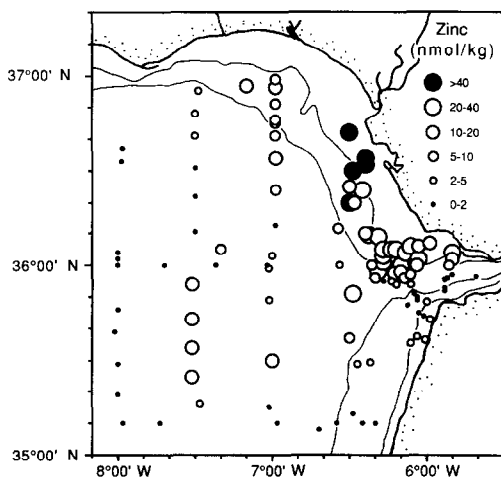 Zinc
(nmol/kg)
>40
20-40
10-20
5-10
2-5
0-2
37°00' N
36°00' N
35°00' N
8°00' W
7°00' W
6°00' W